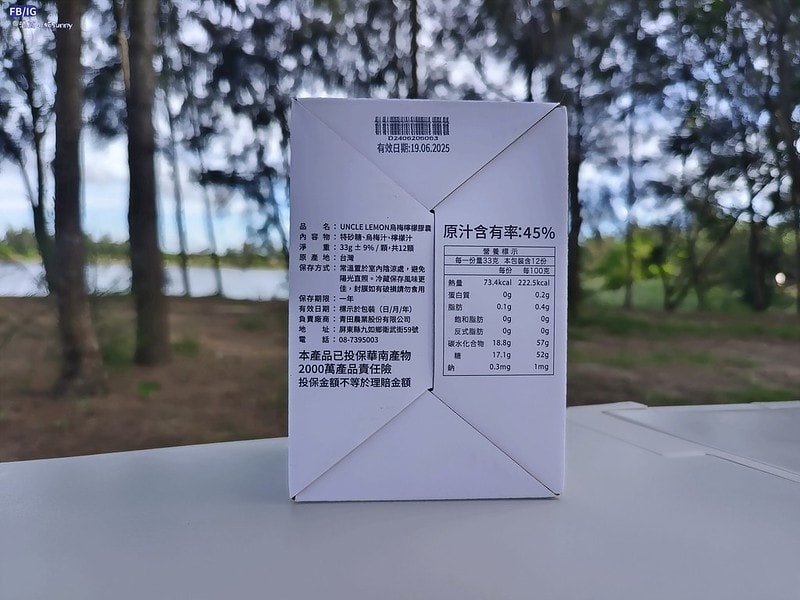 FB/IG
D2406206063
有效日期:19.06.2025
品名:UNCLE LEMON烏梅檸檬膠囊
內容物:特砂糖、烏梅汁、檸檬汁
淨重:33g ± 9% / 顆,共12顆
原產地:台灣
保存方式:常溫置於室內陰涼處,避免
陽光直照。冷藏保存風味更
佳,封膜如有破損請勿食用
保存期限:一年
有效日期:標示於包裝(日/月/年)
負責廠商:青田農業股份有限公司
地址:屏東縣九如鄉衛武街59號
電話:08-7395003
本產品已投保華南產物
2000萬產品責任險
投保金額不等於理賠金額
原汁含有率:45%
營養標示
每一份量33克 本包裝含12份
每份 每100克
熱量 73.4kcal 222.5kcal
蛋白質 0g 0.2g
脂肪 0.1g 0.4g
飽和脂肪 0g 0g
反式脂肪 0g 0g
碳水化合物 18.8g 57g
糖 17.1g 52g
鈉 0.3mg 1mg